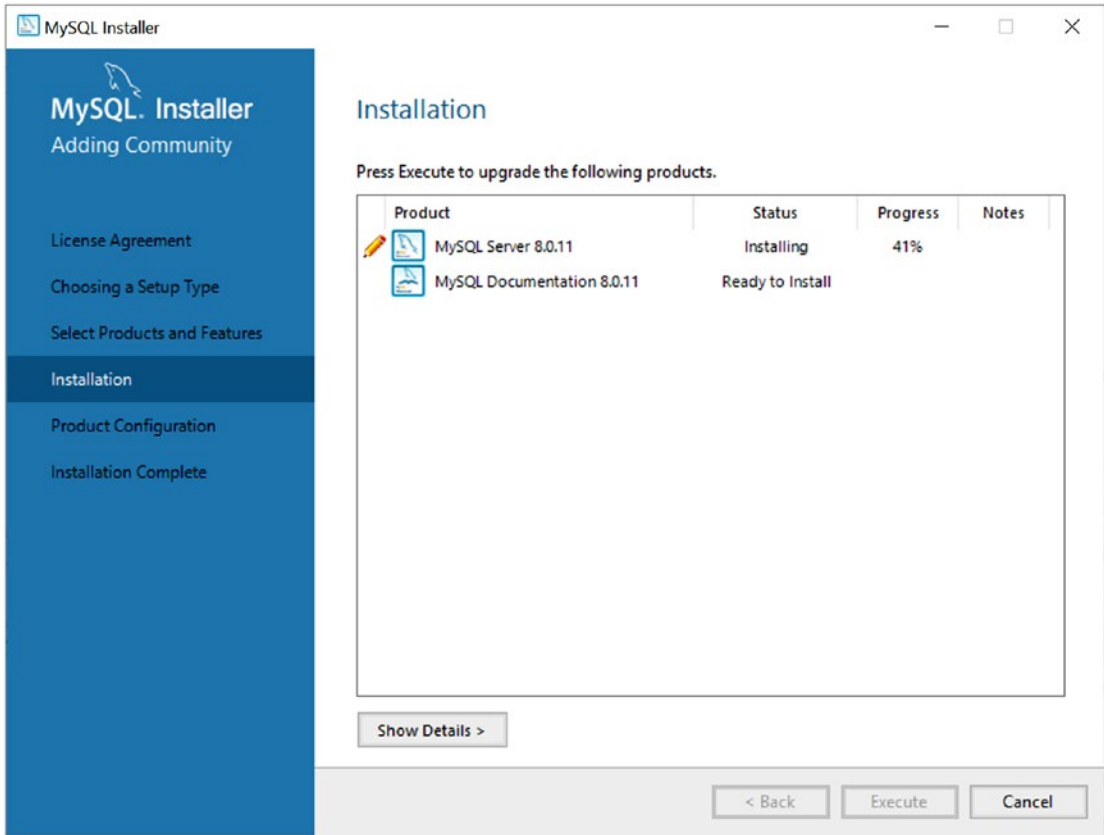 MySQL Installer
MySQL. Installer
Adding Community
License Agreement
Choosing a Setup Type
Select Products and Features
Installation
Product Configuration
Installation Complete
Installation
Press Execute to upgrade the following products.
Product Status Progress Notes
MySQL Server 8.0.11 Installing 41%
MySQL Documentation 8.0.11 Ready to Install
Show Details >
< Back Execute Cancel